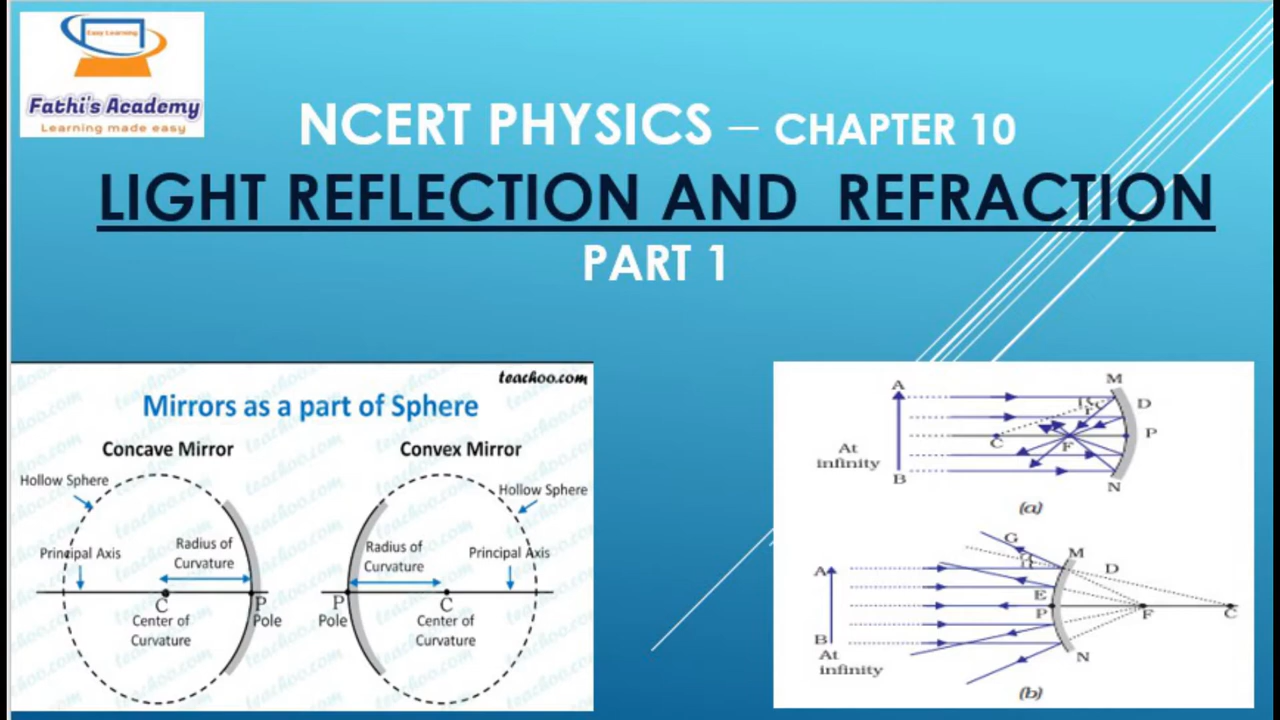 Easy Learning
Fathi's Academy
Learning made easy
NCERT PHYSICS – CHAPTER 10
LIGHT REFLECTION AND REFRACTION
PART 1
teachoo.com
Mirrors as a part of Sphere
Concave Mirror
Convex Mirror
Hollow Sphere
Hollow Sphere
Principal Axis
Radius of
Curvature
Radius of
Curvature
Principal Axis
C
P
P
C
Center of
Curvature
Pole
Pole
Center of
Curvature
A
M
D
C
F
P
At
infinity
B
N
(a)
G
M
A
D
E
P
F
C
B
At
infinity
N
(b)